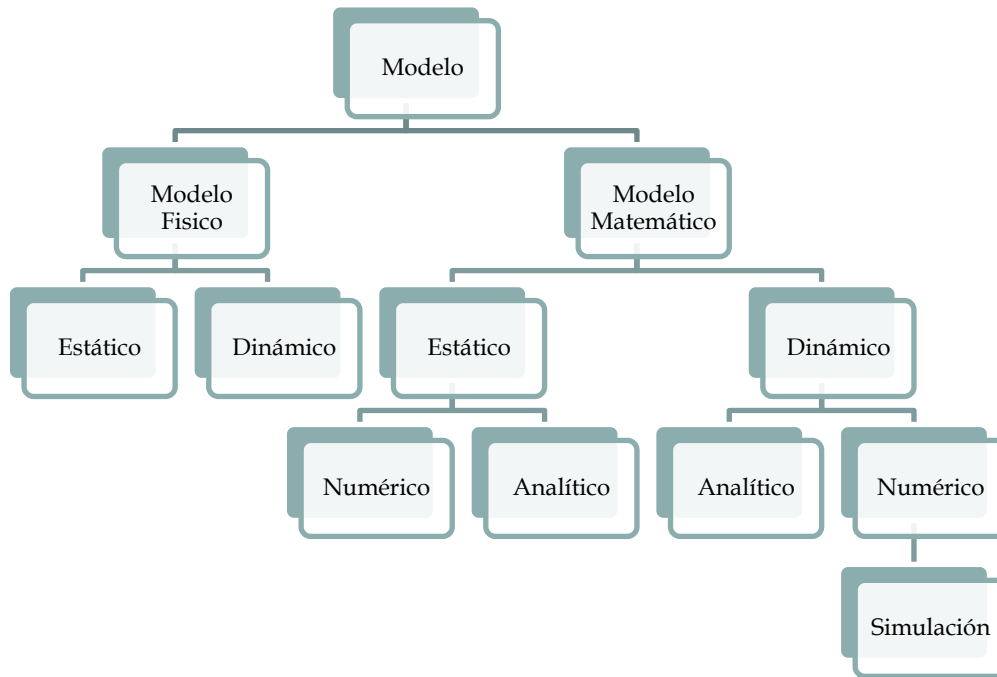 Modelo
Modelo
Fisico
Modelo
Matemático
Estático
Dinámico
Estático
Dinámico
Numérico
Analítico
Analítico
Numérico
Simulación